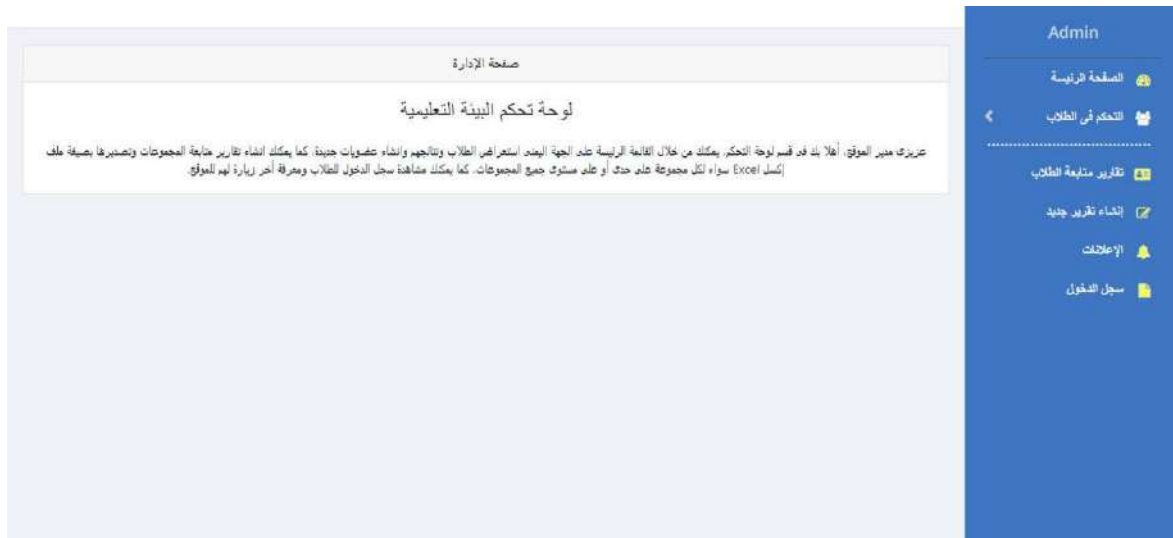 Admin
الصفحة الرئيسة
التحكم فى الطلاب
تقارير متابعة الطلاب
إنشاء تقرير جديد
الإعلانات
سجل الدخول
صفحة الإدارة
لوحة تحكم البيئة التعليمية
عزيزى مدير الموقع، أهلا بك فى قسم لوحة التحكم، يمكنك من خلال القائمة الرئيسة على الجهة اليمنى استعراض الطلاب ونتائجهم وانشاء عضويات جديدة. كما يمكنك انشاء تقارير متابعة المجموعات وتصديرها بصيغة ملف
إكسل Excel سواء لكل مجموعة على حدى أو على مستوى جميع المجموعات. كما يمكنك مشاهدة سجل الدخول للطلاب ومعرفة أخر زيارة لهم للموقع.